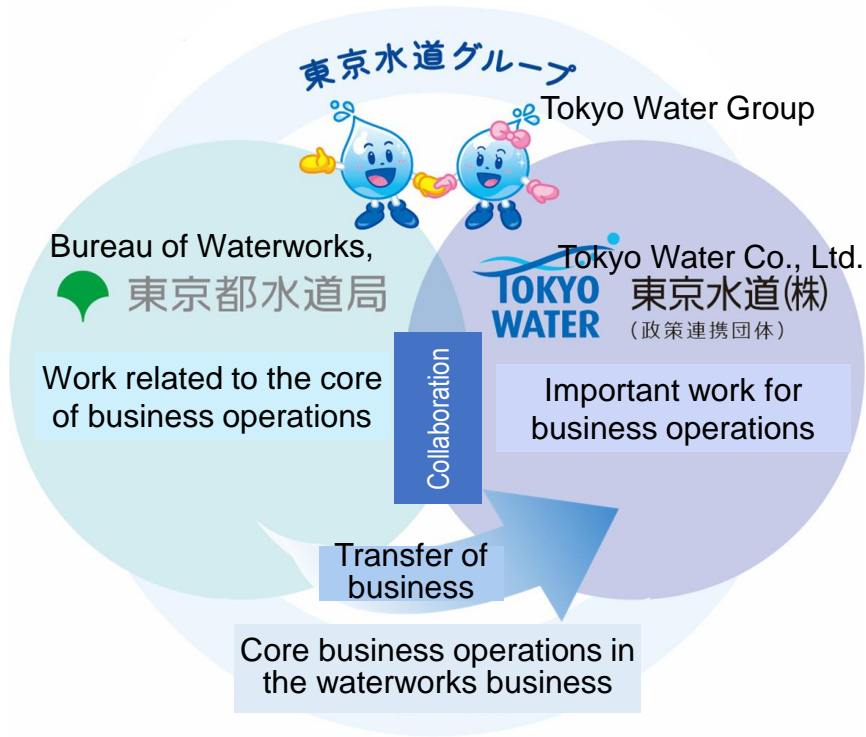 東京水道グループ
Tokyo Water Group
Bureau of Waterworks,
東京都水道局
Tokyo Water Co., Ltd.
TOKYO
WATER
東京水道(株)
(政策連携団体)
Work related to the core
of business operations
Collaboration
Important work for
business operations
Transfer of
business
Core business operations in
the waterworks business